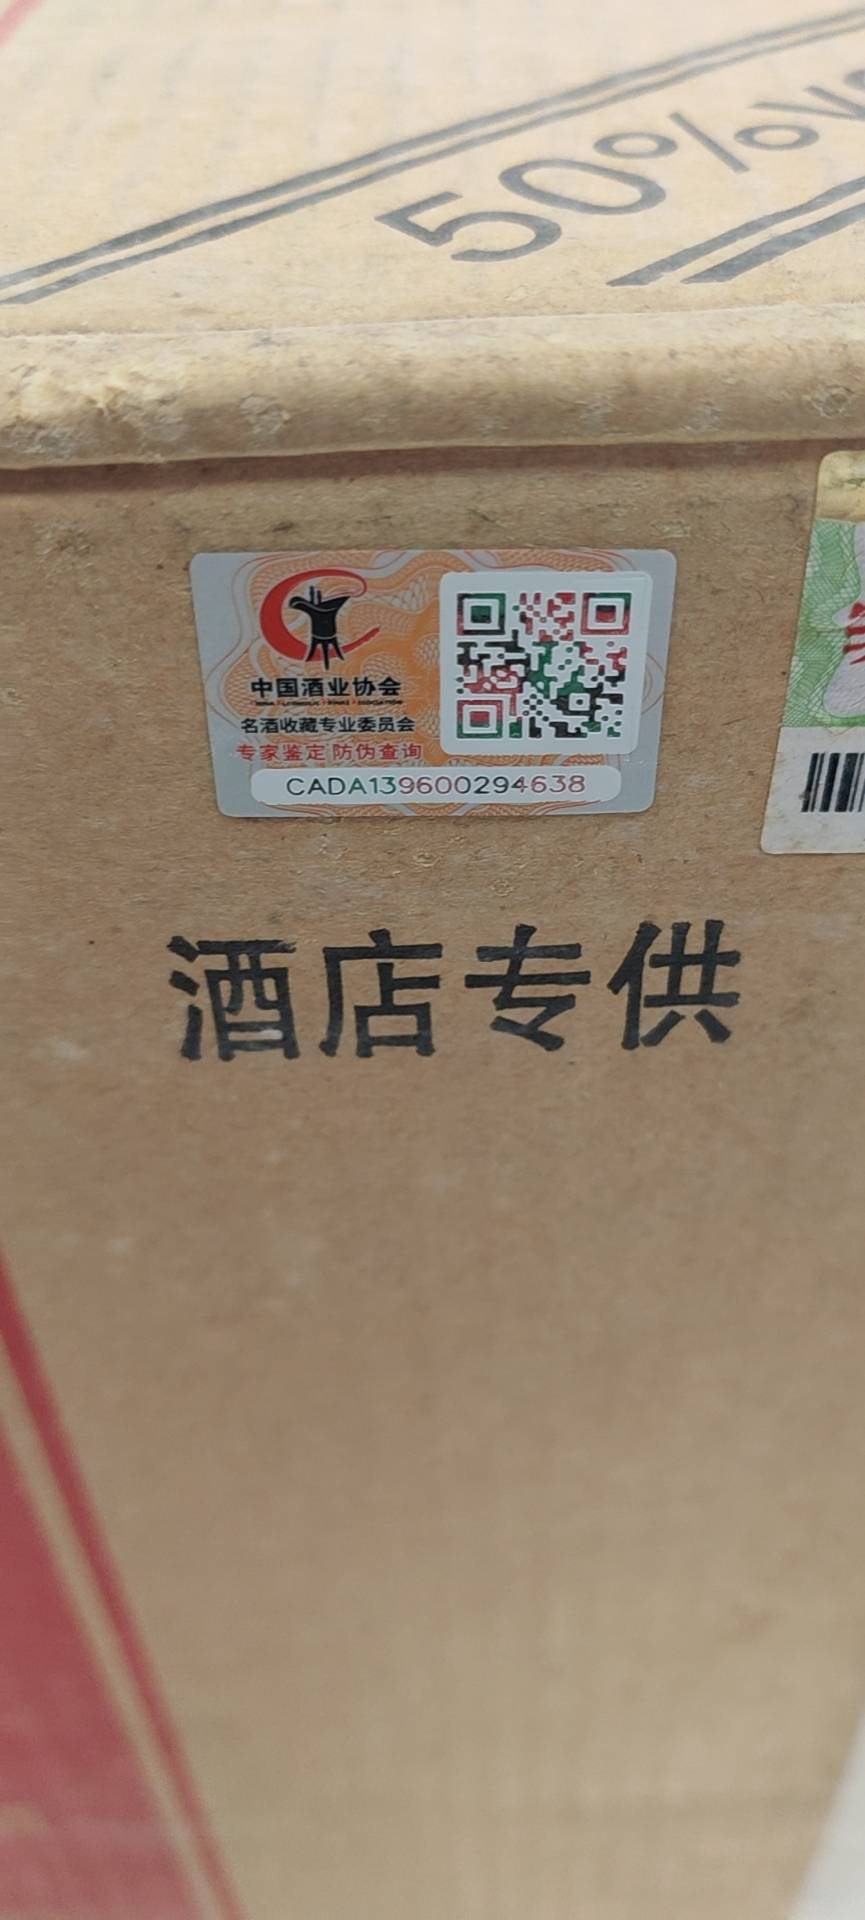 50%vo
中国酒业协会
名酒收藏专业委员会
专家鉴定 防伪查询
CADA139600294638
酒店专供